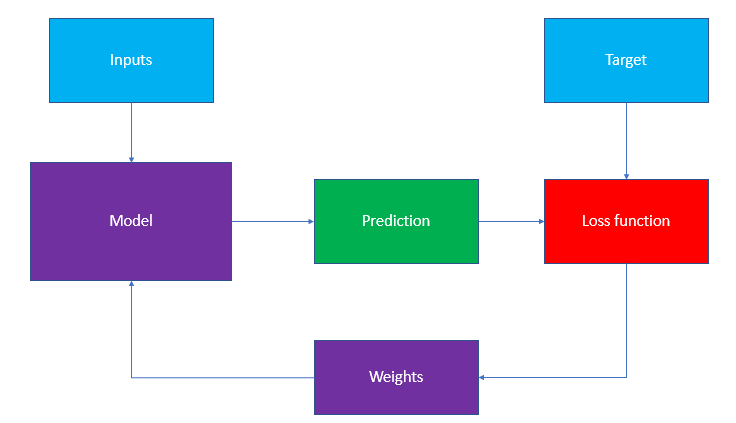 Inputs
Target
Model
Prediction
Loss function
Weights